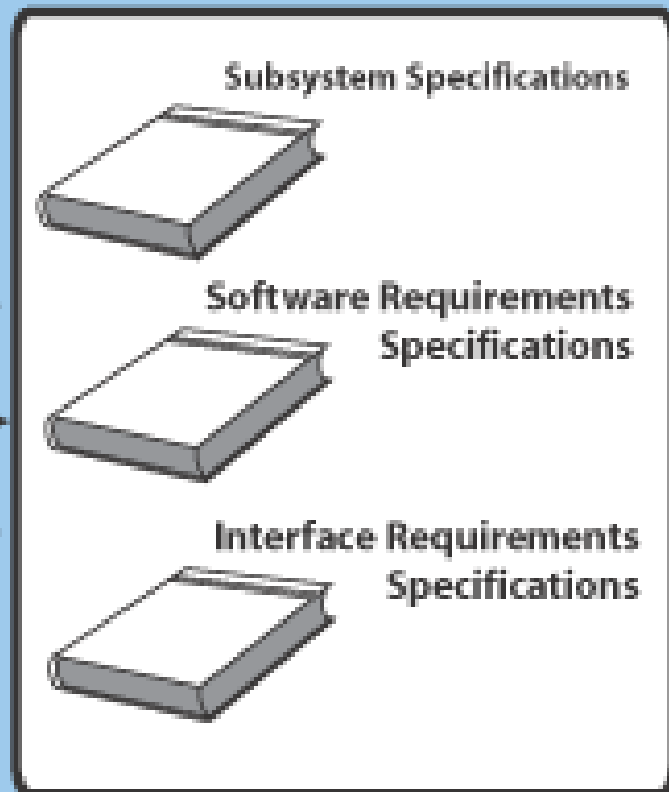 Subsystem Specifications
Software Requirements
Specifications
Interface Requirements
Specifications